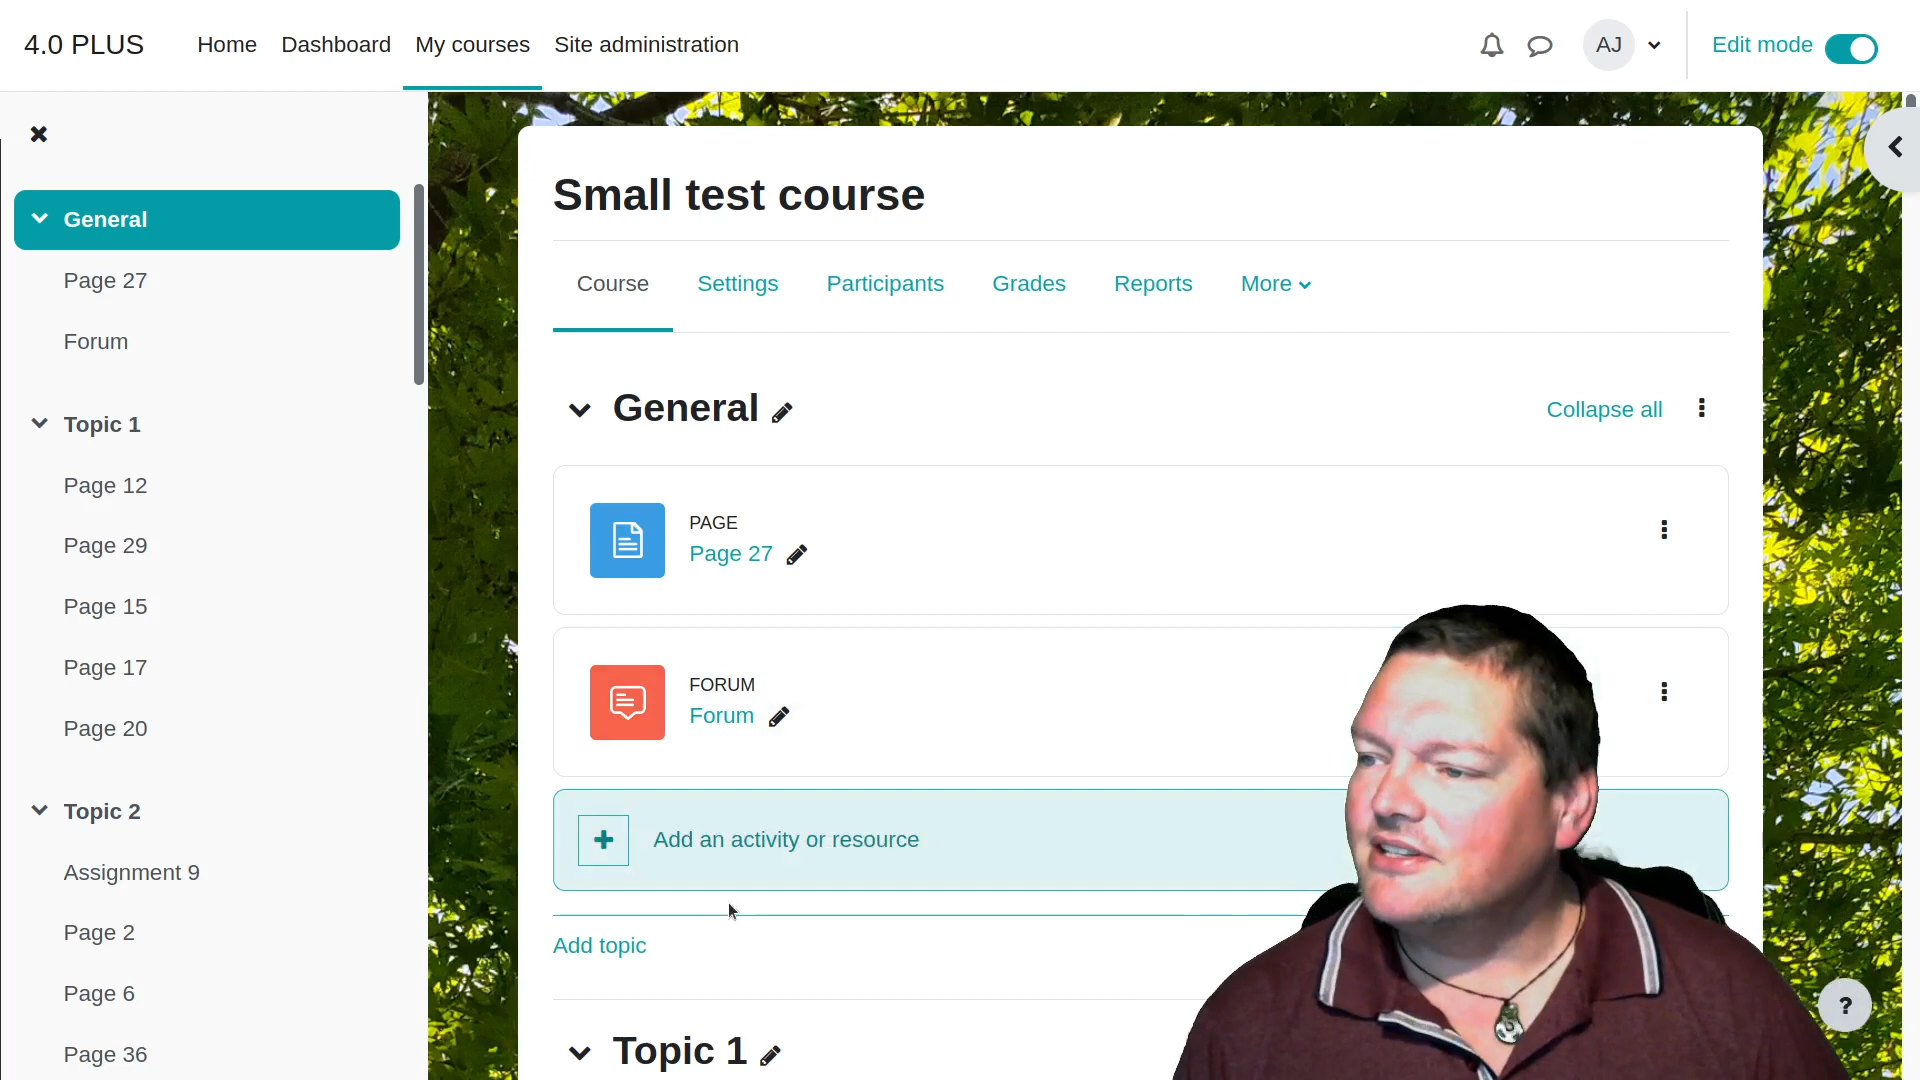 4.0 PLUS
Home
Dashboard
My courses
Site administration
AJ
Edit mode
General
Page 27
Forum
Topic 1
Page 12
Page 29
Page 15
Page 17
Page 20
Topic 2
Assignment 9
Page 2
Page 6
Page 36
Small test course
Course
Settings
Participants
Grades
Reports
More
General
Collapse all
PAGE
Page 27
FORUM
Forum
Add an activity or resource
Add topic
Topic 1
?